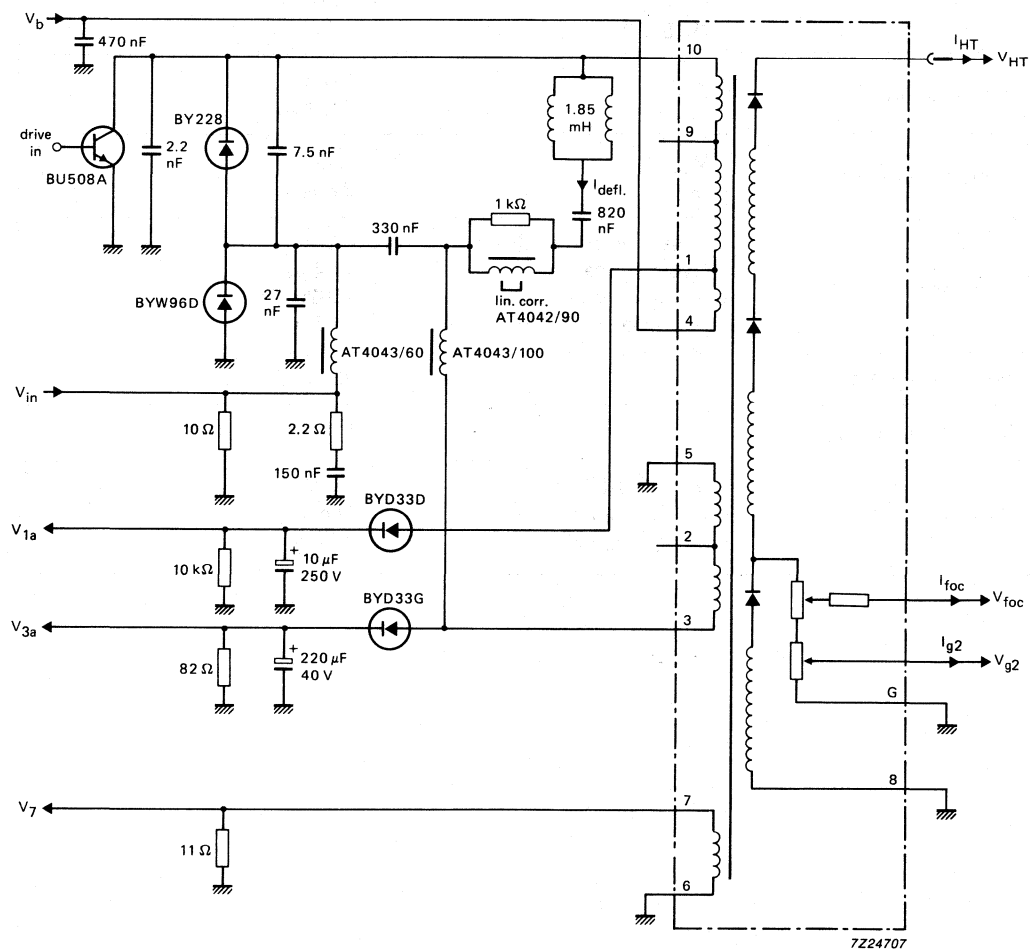 V_b
470 nF
10
I_HT
V_HT
drive
in
BU508A
2.2
nF
BY228
7.5 nF
1.85
mH
9
I_defl.
820
nF
1 kΩ
330 nF
1
BYW96D
27
nF
lin. corr.
AT4042/90
4
AT4043/60
AT4043/100
V_in
10 Ω
2.2 Ω
150 nF
5
BYD33D
V_1a
2
10 kΩ
+
10 μF
250 V
BYD33G
I_foc
V_foc
V_3a
3
82 Ω
+
220 μF
40 V
I_g2
V_g2
G
8
V_7
7
11 Ω
6
7Z24707